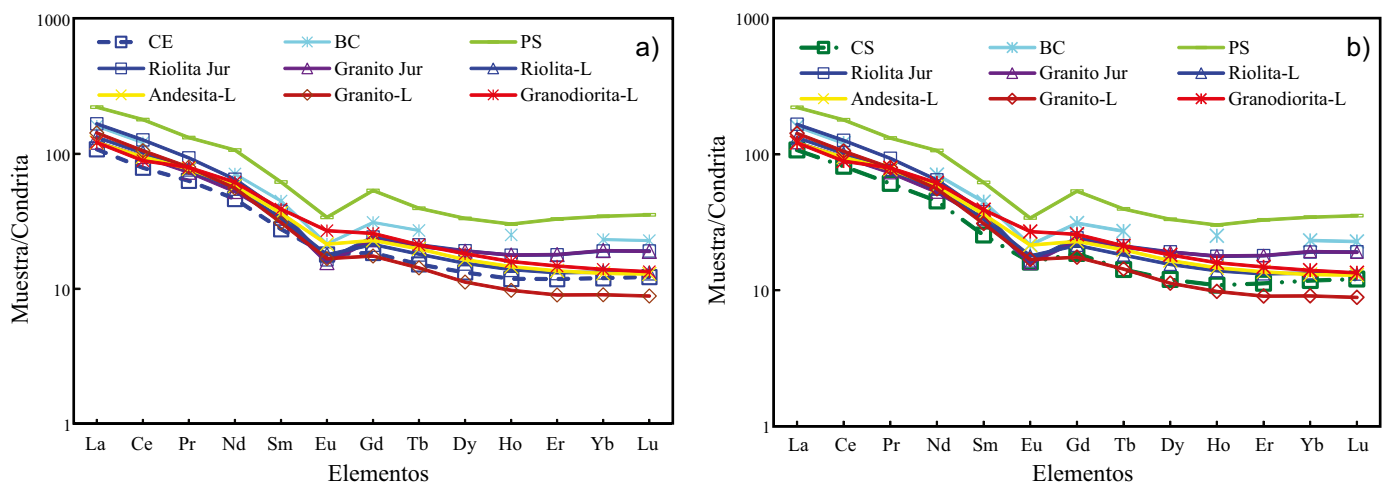 1000
100
10
1
Muestra/Condrita
CE BC PS
Riolita Jur Granito Jur Riolita-L
Andesita-L Granito-L Granodiorita-L
a)
La Ce Pr Nd Sm Eu Gd Tb Dy Ho Er Yb Lu
Elementos
1000
100
10
1
Muestra/Condrita
CS BC PS
Riolita Jur Granito Jur Riolita-L
Andesita-L Granito-L Granodiorita-L
b)
La Ce Pr Nd Sm Eu Gd Tb Dy Ho Er Yb Lu
Elementos